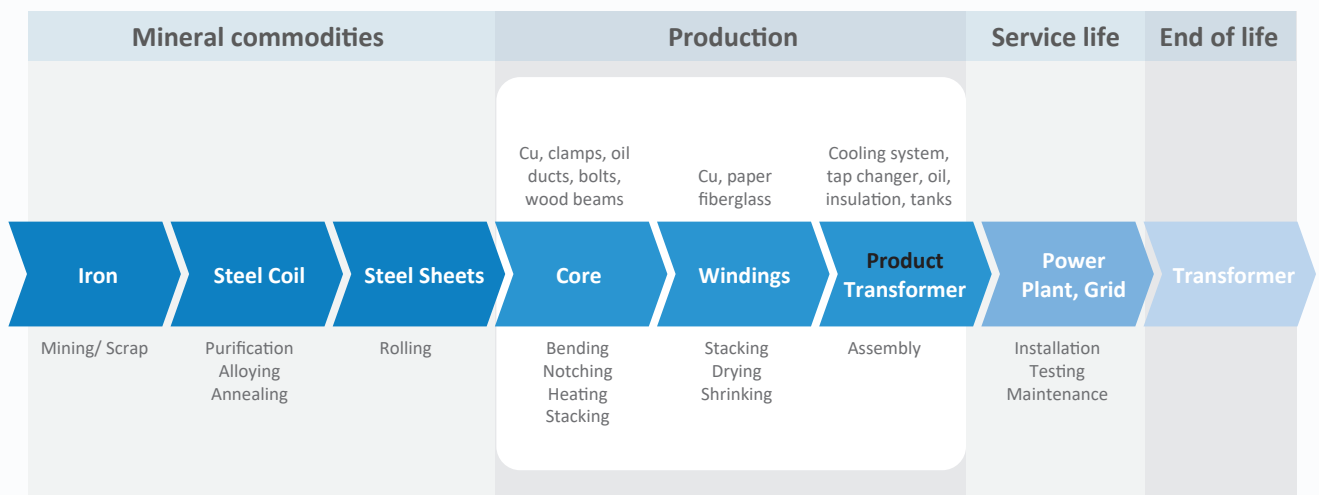 Mineral commodities
Production
Service life
End of life
Cu, clamps, oil
ducts, bolts,
wood beams
Cu, paper
fiberglass
Cooling system,
tap changer, oil,
insulation, tanks
Iron
Steel Coil
Steel Sheets
Core
Windings
Product
Transformer
Power
Plant, Grid
Transformer
Mining/ Scrap
Purification
Alloying
Annealing
Rolling
Bending
Notching
Heating
Stacking
Stacking
Drying
Shrinking
Assembly
Installation
Testing
Maintenance